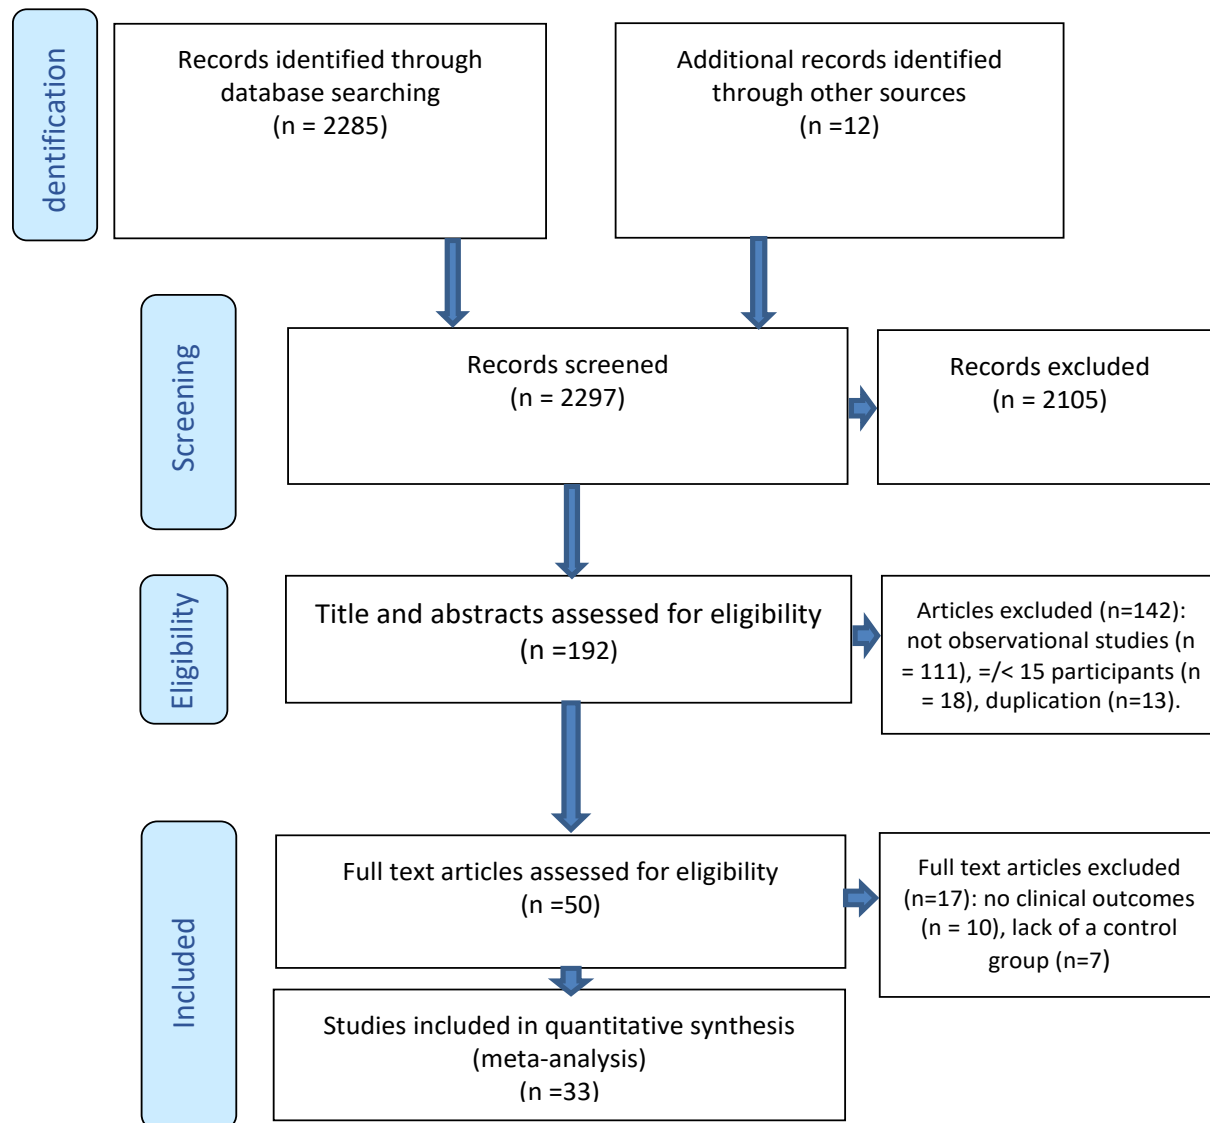 dentification
Records identified through
database searching
(n = 2285)
Additional records identified
through other sources
(n =12)
Screening
Records screened
(n = 2297)
Records excluded
(n = 2105)
Eligibility
Title and abstracts assessed for eligibility
(n =192)
Articles excluded (n=142):
not observational studies (n
= 111), =/< 15 participants (n
= 18), duplication (n=13).
Included
Full text articles assessed for eligibility
(n =50)
Full text articles excluded
(n=17): no clinical outcomes
(n = 10), lack of a control
group (n=7)
Studies included in quantitative synthesis
(meta-analysis)
(n =33)